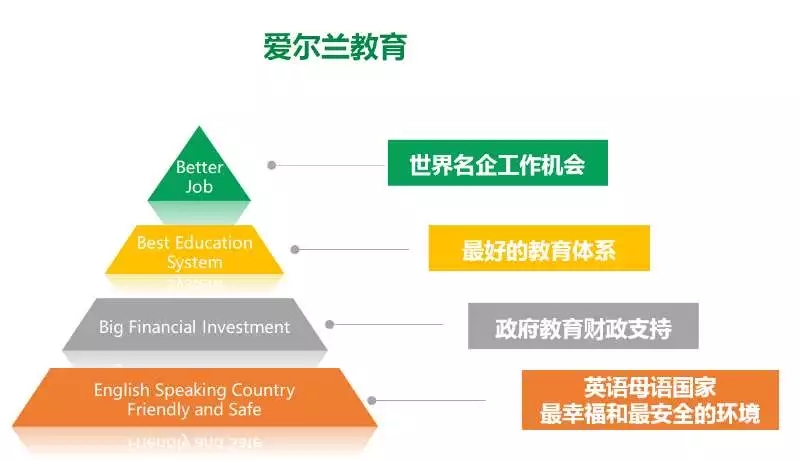 爱尔兰教育
Better
Job
世界名企工作机会
Best Education
System
最好的教育体系
Big Financial Investment
政府教育财政支持
English Speaking Country
Friendly and Safe
英语母语国家
最幸福和最安全的环境